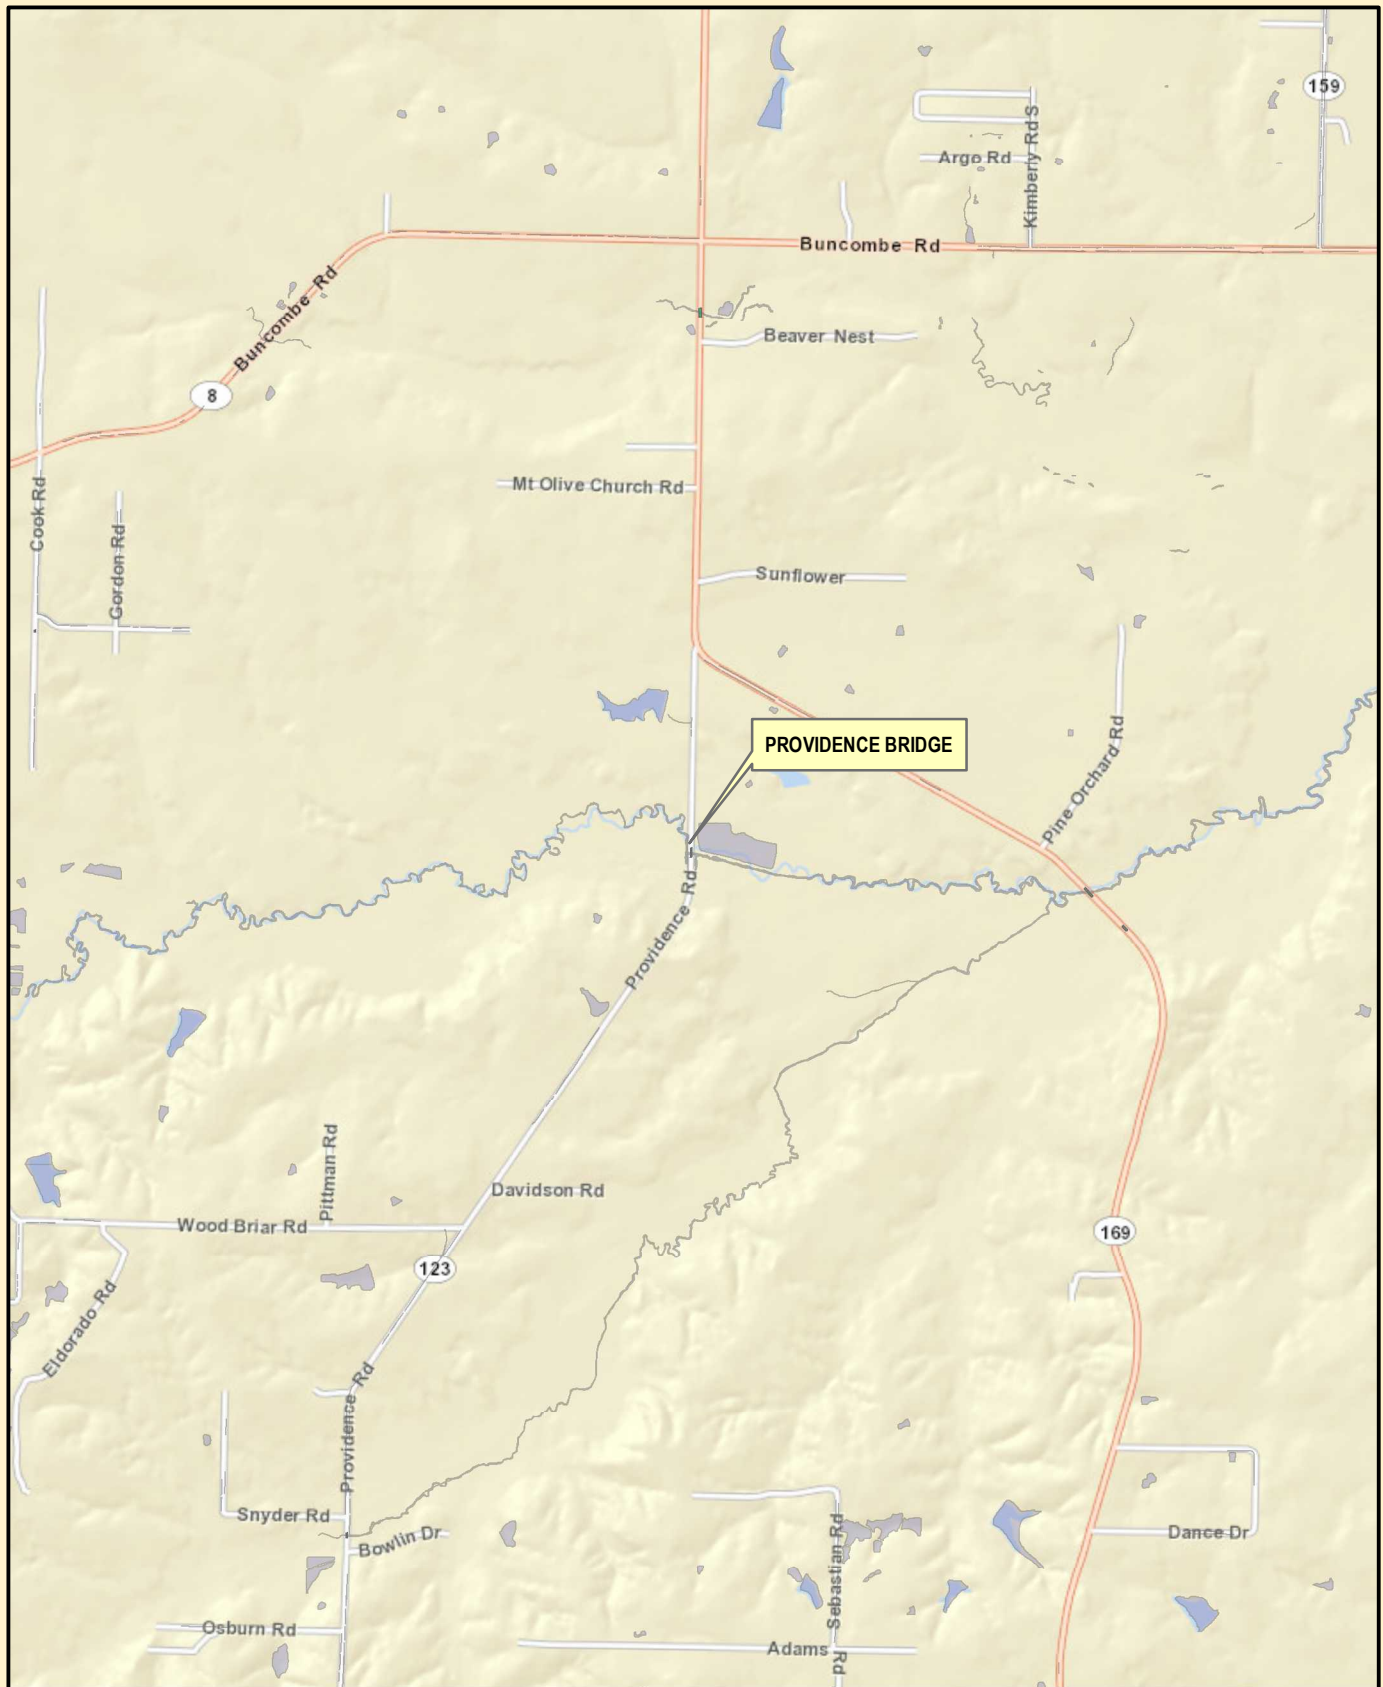 159
Argo Rd
Kimberly Rd S
Buncombe Rd
Buncombe Rd
Beaver Nest
8
Mt Olive Church Rd
Cook Rd
Gordon Rd
Sunflower
PROVIDENCE BRIDGE
Pine Orchard Rd
Providence Rd
Pittman Rd
Davidson Rd
Wood Briar Rd
169
123
Eldorado Rd
Providence Rd
Snyder Rd
Bowlin Dr
Sebastian Rd
Dance Dr
Osburn Rd
Adams Rd